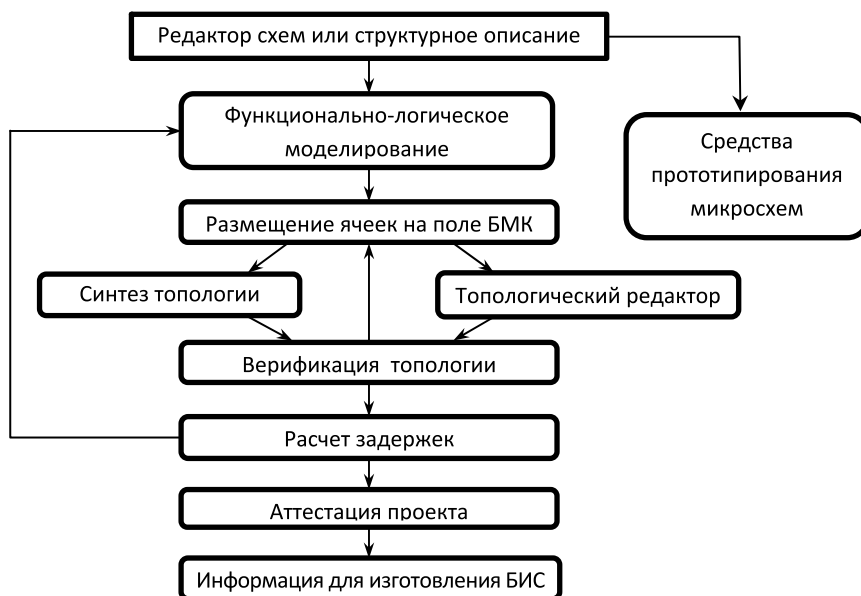 Редактор схем или структурное описание
Функционально-логическое
моделирование
Средства
прототипирования
микросхем
Размещение ячеек на поле БМК
Синтез топологии
Топологический редактор
Верификация топологии
Расчет задержек
Аттестация проекта
Информация для изготовления БИС